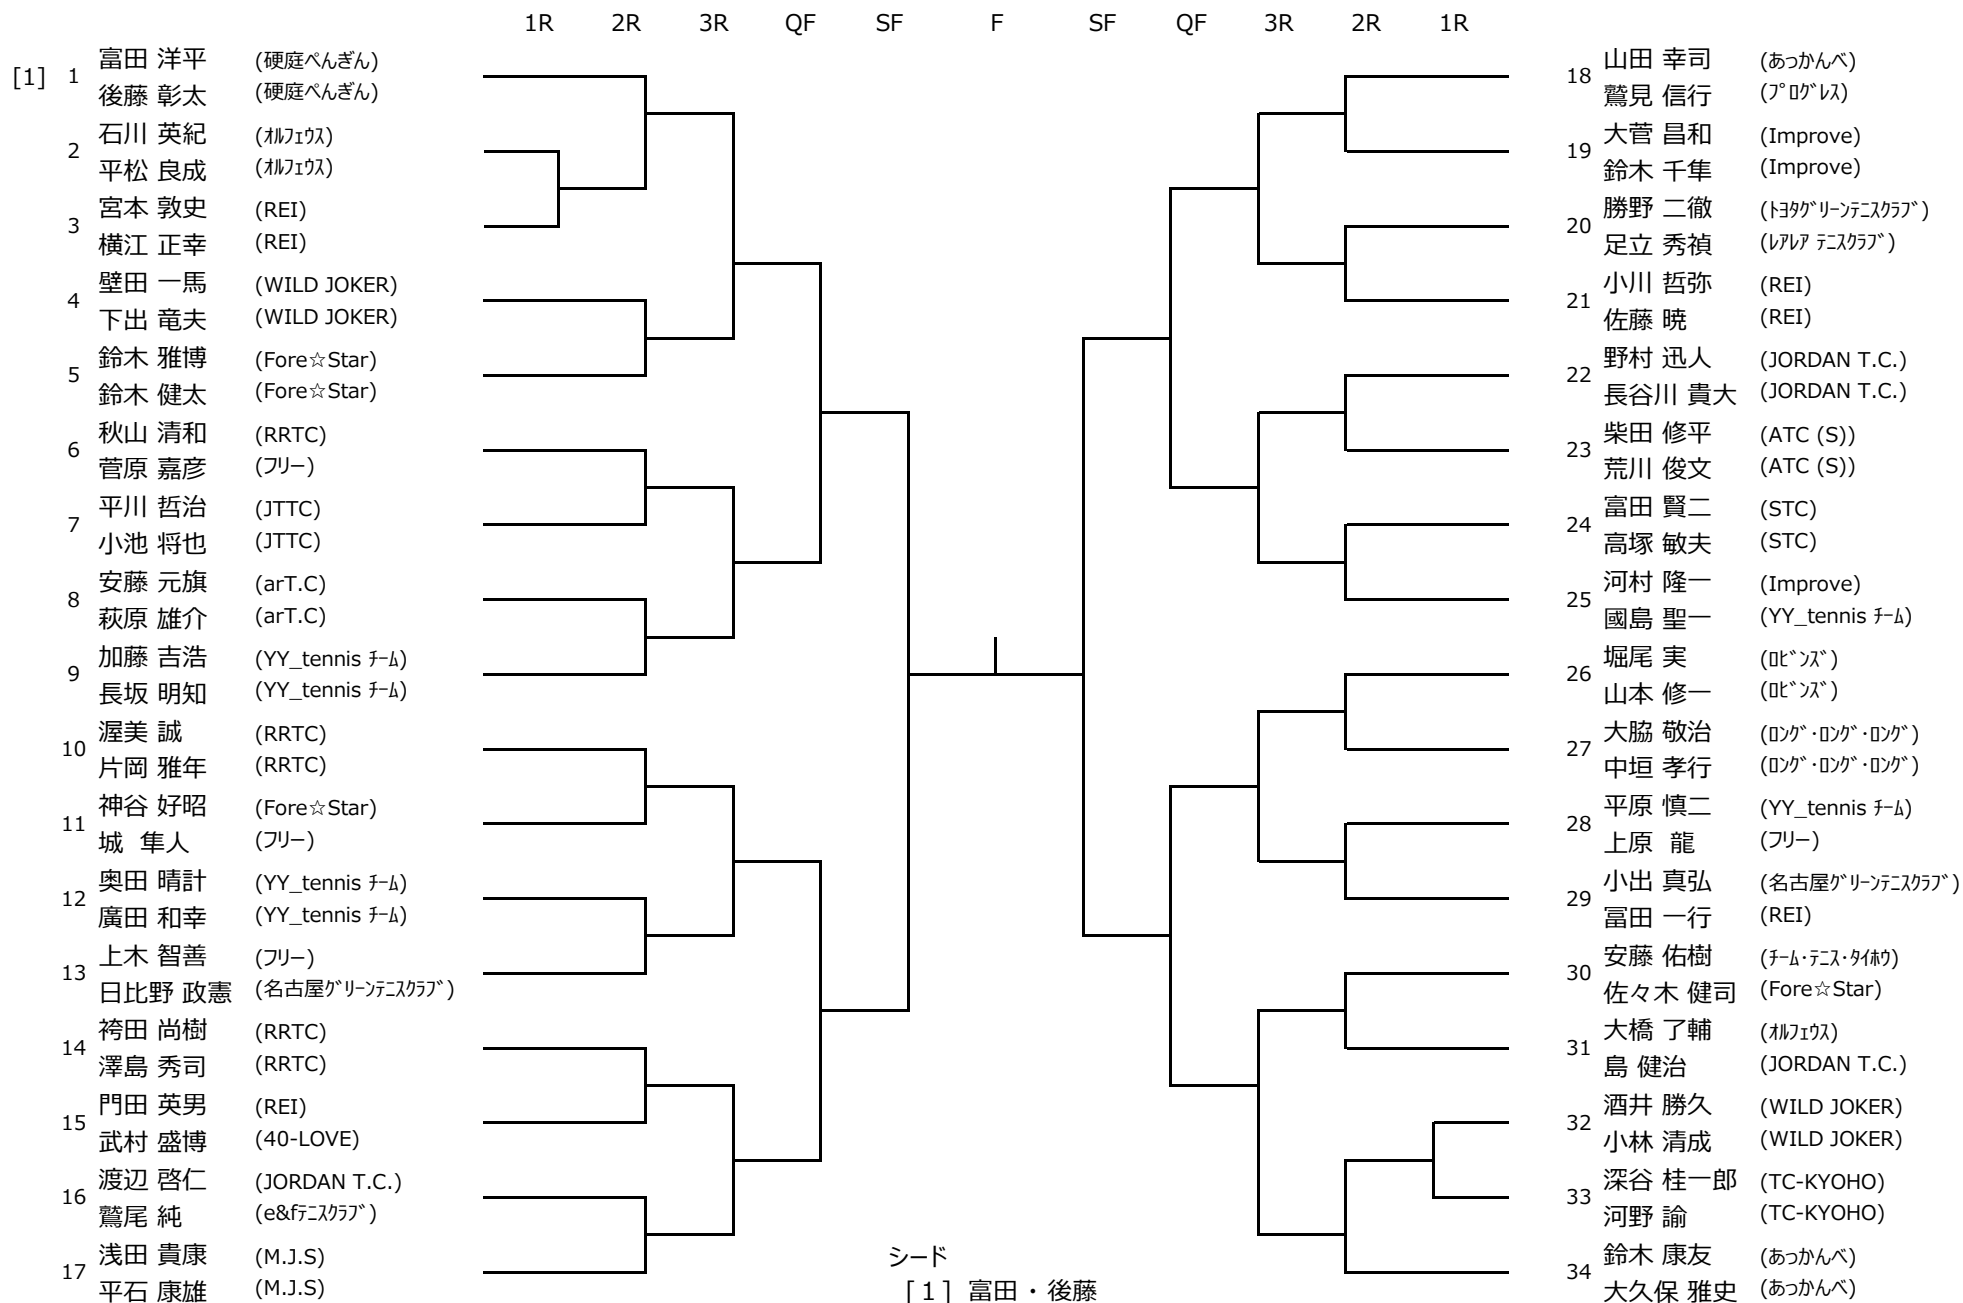 1R 2R 3R QF SF F SF QF 3R 2R 1R
[1] 1 富田 洋平 (硬庭ぺんぎん)
後藤 彰太 (硬庭ぺんぎん)
2 石川 英紀 (ｵﾙﾌｪｳｽ)
平松 良成 (ｵﾙﾌｪｳｽ)
3 宮本 敦史 (REI)
横江 正幸 (REI)
4 壁田 一馬 (WILD JOKER)
下出 竜夫 (WILD JOKER)
5 鈴木 雅博 (Fore☆Star)
鈴木 健太 (Fore☆Star)
6 秋山 清和 (RRTC)
菅原 嘉彦 (フリー)
7 平川 哲治 (JTTC)
小池 将也 (JTTC)
8 安藤 元旗 (arT.C)
萩原 雄介 (arT.C)
9 加藤 吉浩 (YY_tennis ﾁｰﾑ)
長坂 明知 (YY_tennis ﾁｰﾑ)
10 渥美 誠 (RRTC)
片岡 雅年 (RRTC)
11 神谷 好昭 (Fore☆Star)
城 隼人 (フリー)
12 奥田 晴計 (YY_tennis ﾁｰﾑ)
廣田 和幸 (YY_tennis ﾁｰﾑ)
13 上木 智善 (フリー)
日比野 政憲 (名古屋ｸﾞﾘｰﾝﾃﾆｽｸﾗﾌﾞ)
14 袴田 尚樹 (RRTC)
澤島 秀司 (RRTC)
15 門田 英男 (REI)
武村 盛博 (40-LOVE)
16 渡辺 啓仁 (JORDAN T.C.)
鷲尾 純 (e&fﾃﾆｽｸﾗﾌﾞ)
17 浅田 貴康 (M.J.S)
平石 康雄 (M.J.S)
18 山田 幸司 (あっかんべ)
鷲見 信行 (ﾌﾟﾛｸﾞﾚｽ)
19 大菅 昌和 (Improve)
鈴木 千隼 (Improve)
20 勝野 二徹 (ﾄﾖﾀｸﾞﾘｰﾝﾃﾆｽｸﾗﾌﾞ)
足立 秀禎 (ﾚｱﾚｱ ﾃﾆｽｸﾗﾌﾞ)
21 小川 哲弥 (REI)
佐藤 暁 (REI)
22 野村 迅人 (JORDAN T.C.)
長谷川 貴大 (JORDAN T.C.)
23 柴田 修平 (ATC (S))
荒川 俊文 (ATC (S))
24 富田 賢二 (STC)
高塚 敏夫 (STC)
25 河村 隆一 (Improve)
國島 聖一 (YY_tennis ﾁｰﾑ)
26 堀尾 実 (ﾛﾋﾞﾝｽﾞ)
山本 修一 (ﾛﾋﾞﾝｽﾞ)
27 大脇 敬治 (ﾛﾝｸﾞ･ﾛﾝｸﾞ･ﾛﾝｸﾞ)
中垣 孝行 (ﾛﾝｸﾞ･ﾛﾝｸﾞ･ﾛﾝｸﾞ)
28 平原 慎二 (YY_tennis ﾁｰﾑ)
上原 龍 (フリー)
29 小出 真弘 (名古屋ｸﾞﾘｰﾝﾃﾆｽｸﾗﾌﾞ)
冨田 一行 (REI)
30 安藤 佑樹 (ﾁｰﾑ･ﾃﾆｽ･ﾀｲﾎｳ)
佐々木 健司 (Fore☆Star)
31 大橋 了輔 (ｵﾙﾌｪｳｽ)
島 健治 (JORDAN T.C.)
32 酒井 勝久 (WILD JOKER)
小林 清成 (WILD JOKER)
33 深谷 桂一郎 (TC-KYOHO)
河野 諭 (TC-KYOHO)
34 鈴木 康友 (あっかんべ)
大久保 雅史 (あっかんべ)
シード
[ 1 ] 富田 ・ 後藤